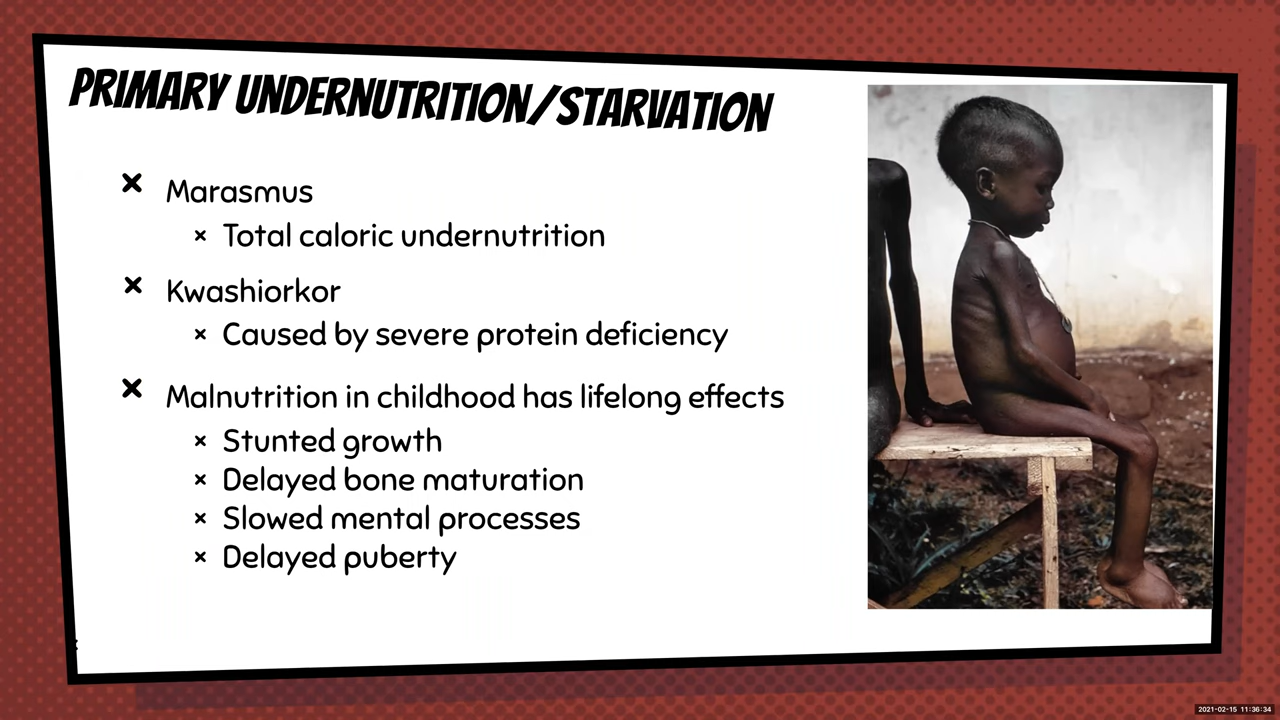 PRIMARY UNDERNUTRITION/STARVATION
Marasmus
Total caloric undernutrition
Kwashiorkor
Caused by severe protein deficiency
Malnutrition in childhood has lifelong effects
Stunted growth
Delayed bone maturation
Slowed mental processes
Delayed puberty
2021-02-15 11:36:34